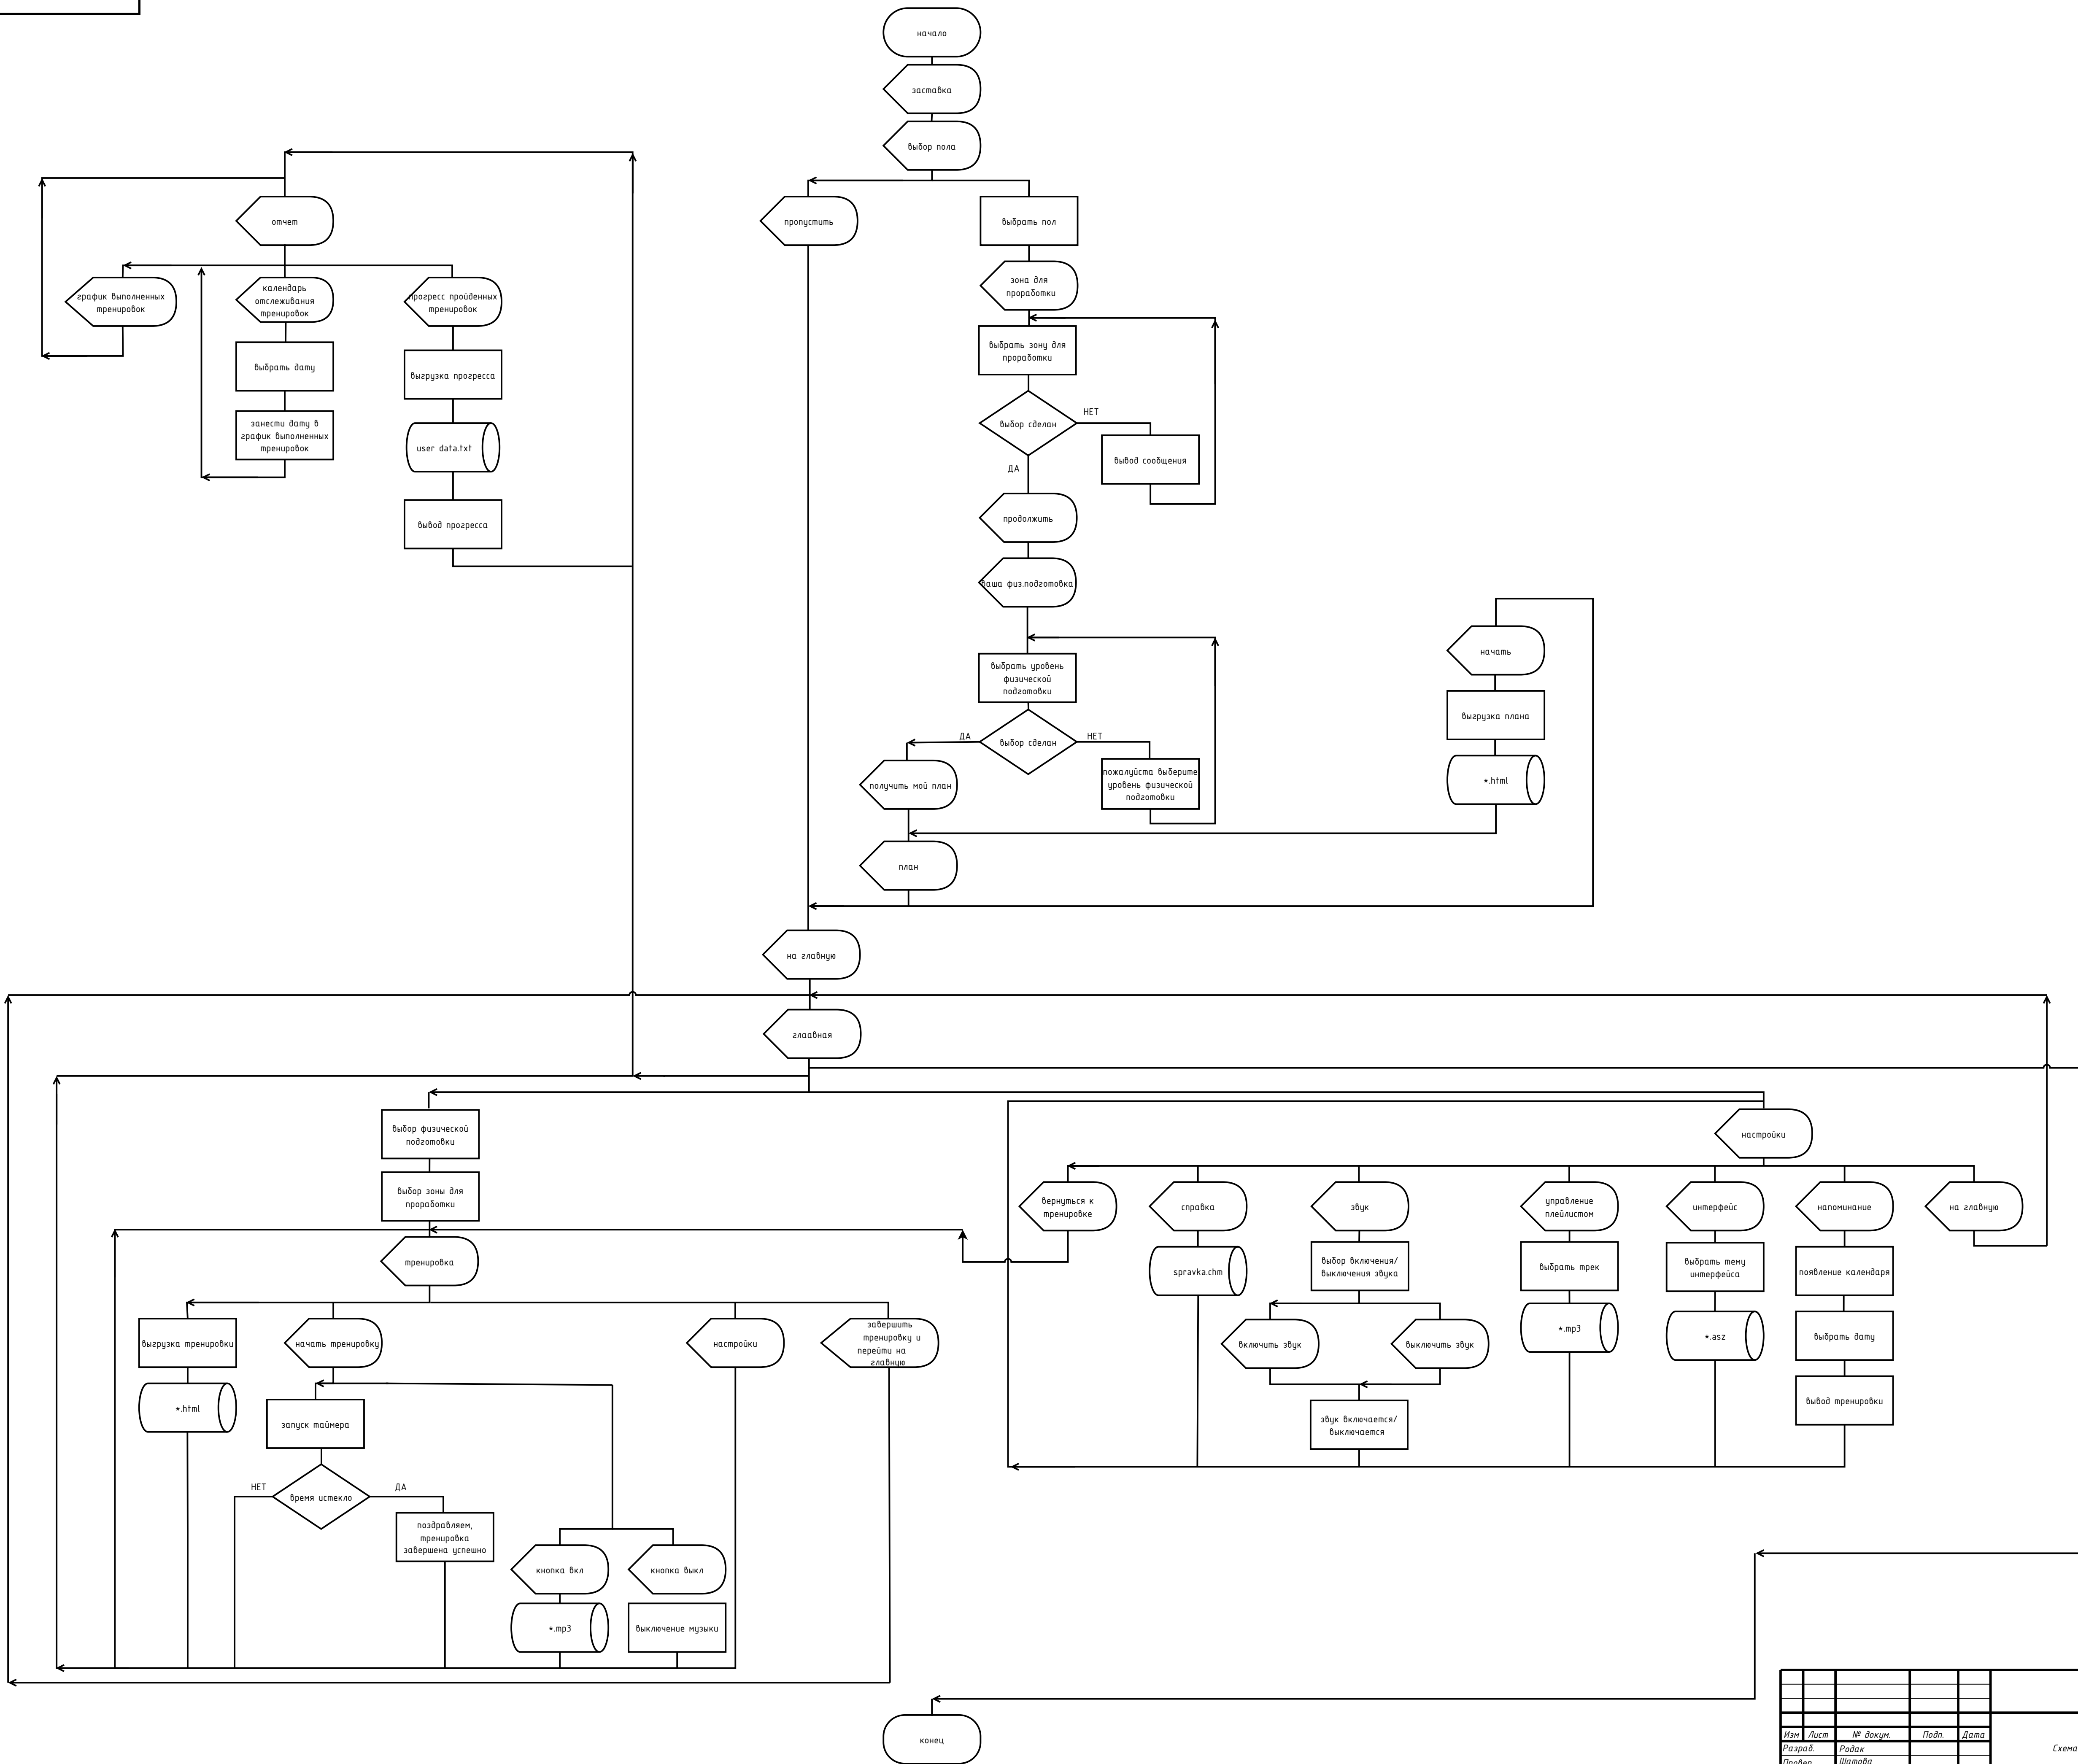 начало
заставка
выбор пола
пропустить
выбрать пол
зона для
проработки
выбрать зону для
проработки
выбор сделан
НЕТ
ДА
вывод сообщения
продолжить
ваша физ.подготовка
выбрать уровень
физической
подготовки
выбор сделан
ДА
НЕТ
пожалуйста выберите
уровень физической
подготовки
получить мой план
план
начать
выгрузка плана
*.html
отчет
график выполненных
тренировок
календарь
отслеживания
тренировок
выбрать дату
занести дату в
график выполненных
тренировок
прогресс пройденных
тренировок
выгрузка прогресса
user data.txt
вывод прогресса
на главную
глаавная
выбор физической
подготовки
выбор зоны для
проработки
тренировка
выгрузка тренировки
*.html
начать тренировку
запуск таймера
время истекло
НЕТ
ДА
поздравляем,
тренировка
завершена успешно
кнопка вкл
*.mp3
кнопка выкл
выключение музыки
настройки
завершить
тренировку и
перейти на
главную
настройки
вернуться к
тренировке
справка
spravka.chm
звук
выбор включения/
выключения звука
включить звук
выключить звук
звук включается/
выключается
управление
плейлистом
выбрать трек
*.mp3
интерфейс
выбрать тему
интерфейса
*.asz
напоминание
появление календаря
выбрать дату
вывод тренировки
на главную
конец
Изм Лист № докум. Подп. Дата
Разраб. Родак
Провер. Шатова
Схема